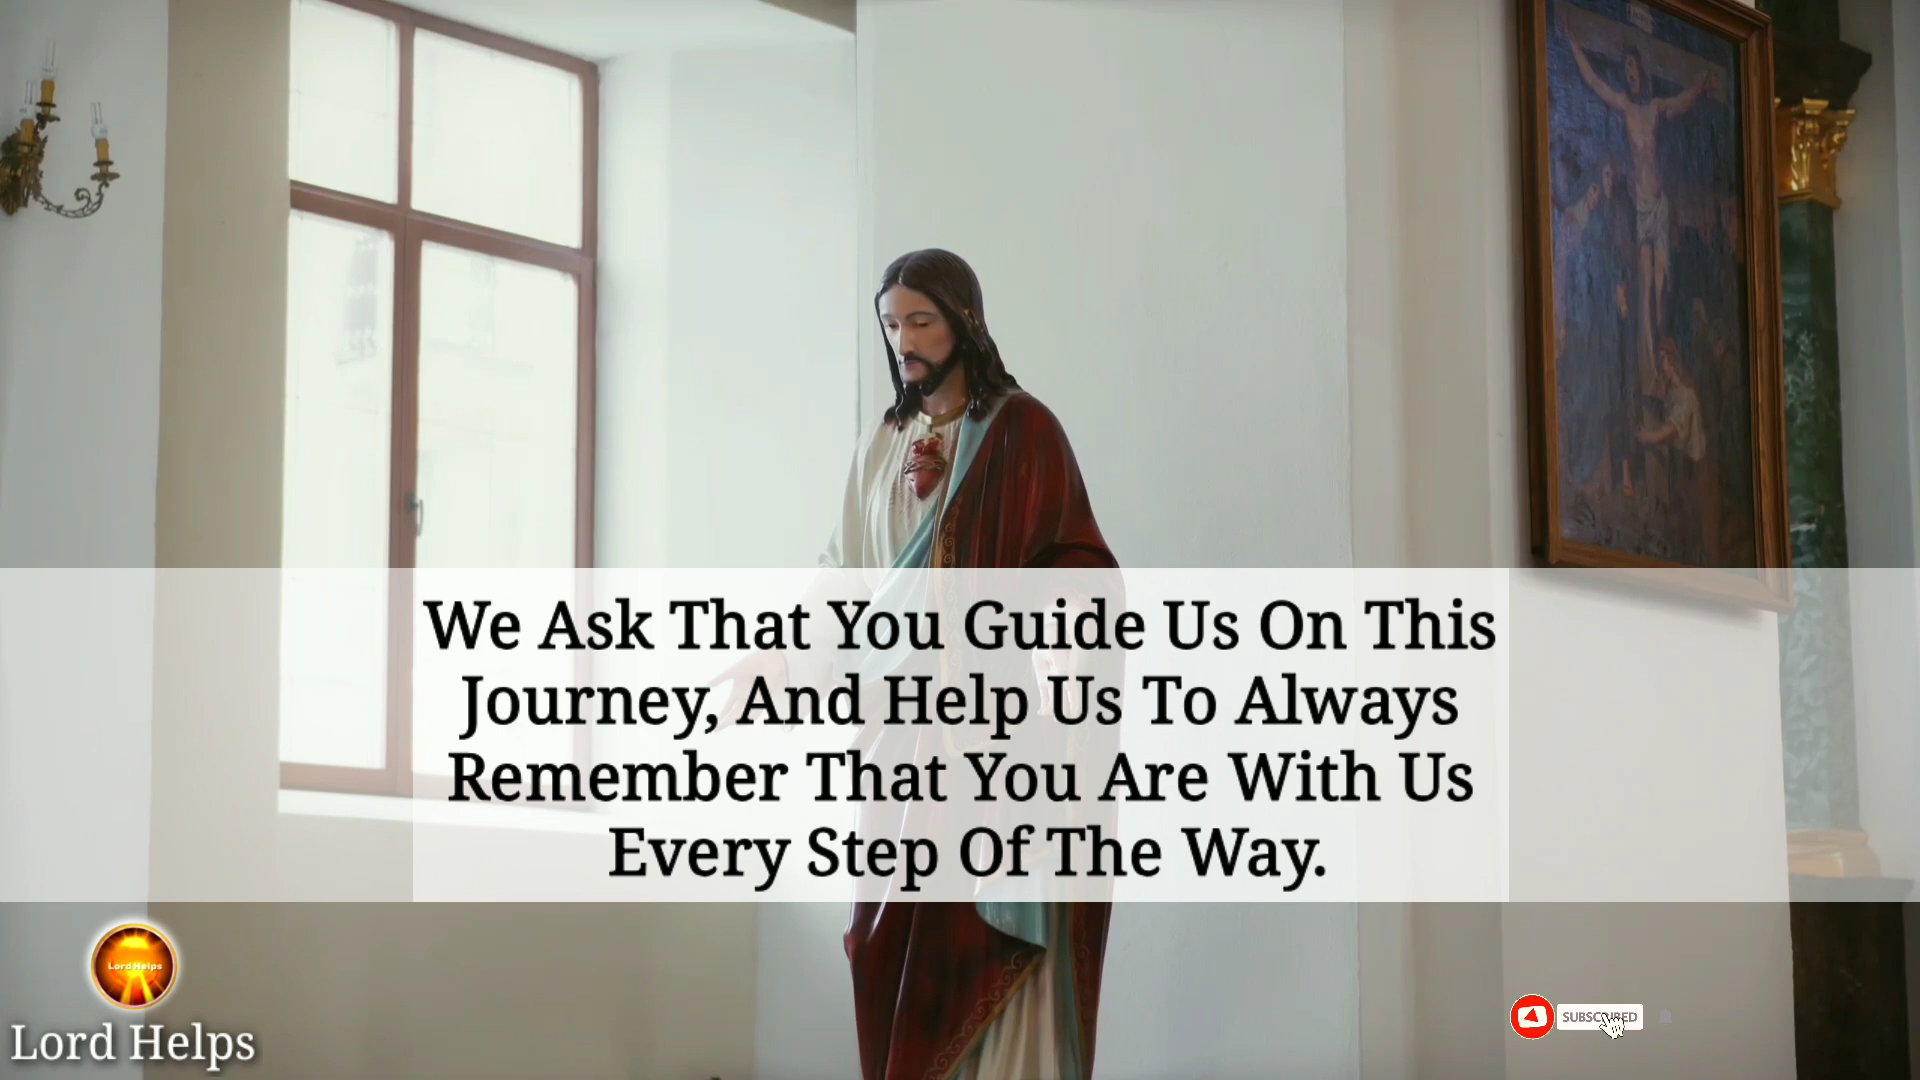 We Ask That You Guide Us On This
Journey, And Help Us To Always
Remember That You Are With Us
Every Step Of The Way.
Lord Helps
Lord Helps
SUBSCRIBED